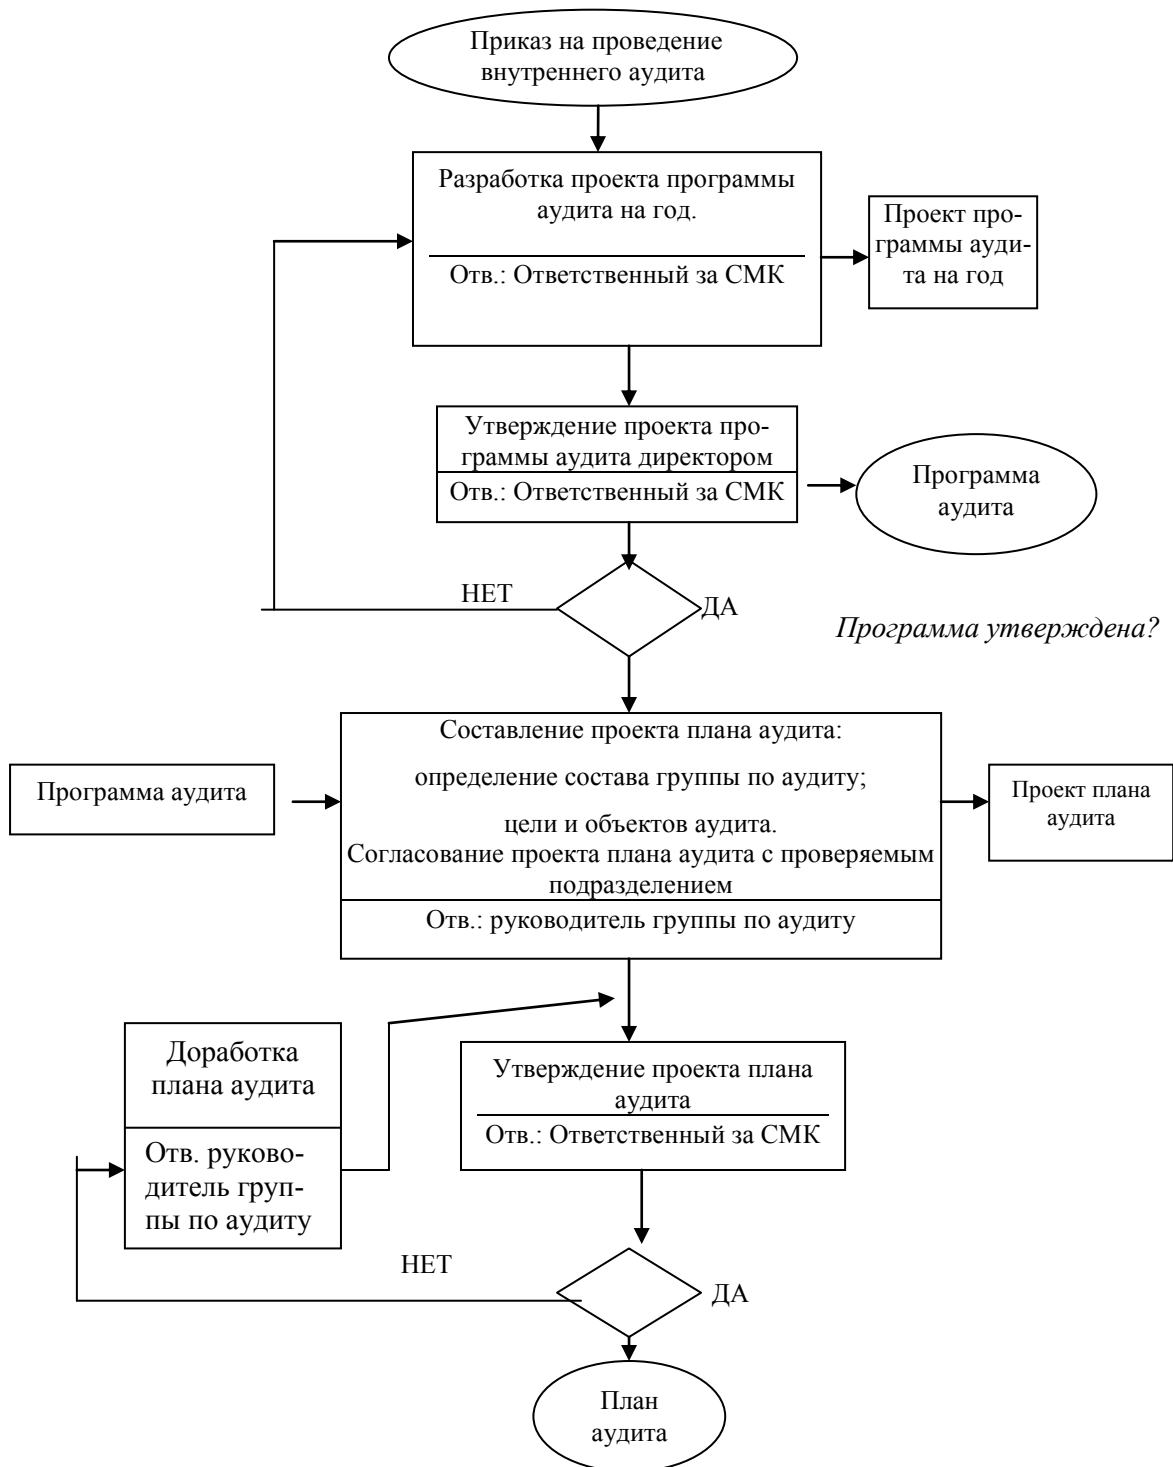 Приказ на проведение
внутреннего аудита
Разработка проекта программы
аудита на год.
Отв.: Ответственный за СМК
Проект про-
граммы ауди-
та на год
Утверждение проекта про-
граммы аудита директором
Отв.: Ответственный за СМК
Программа
аудита
НЕТ
ДА
Программа утверждена?
Составление проекта плана аудита:
определение состава группы по аудиту;
цели и объектов аудита.
Согласование проекта плана аудита с проверяемым
подразделением
Отв.: руководитель группы по аудиту
Программа аудита
Проект плана
аудита
Доработка
плана аудита
Отв. руково-
дитель груп-
пы по аудиту
Утверждение проекта плана
аудита
Отв.: Ответственный за СМК
НЕТ
ДА
План
аудита